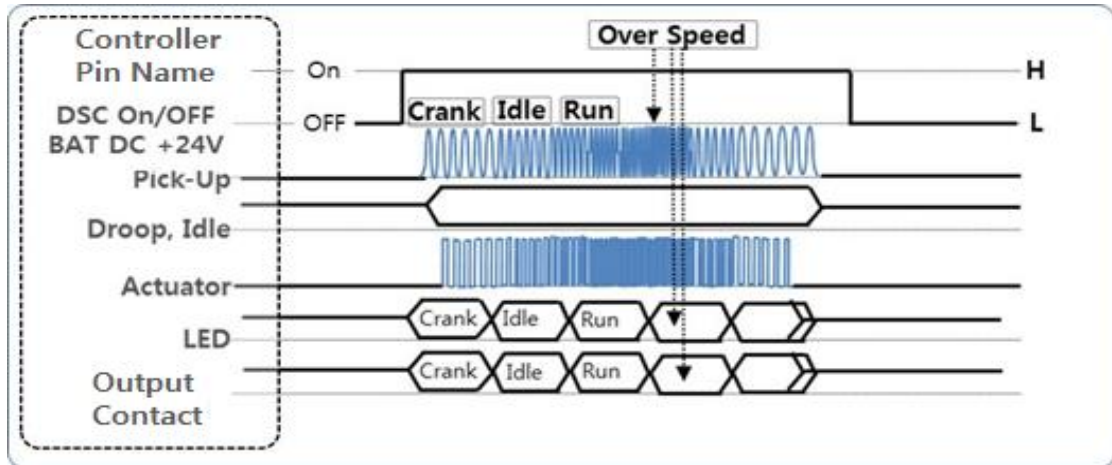 Controller
Pin Name
Over Speed
On
H
DSC On/OFF
OFF
Crank
Idle
Run
L
BAT DC +24V
Pick-Up
Droop, Idle
Actuator
Crank
Idle
Run
LED
Crank
Idle
Run
Output
Contact